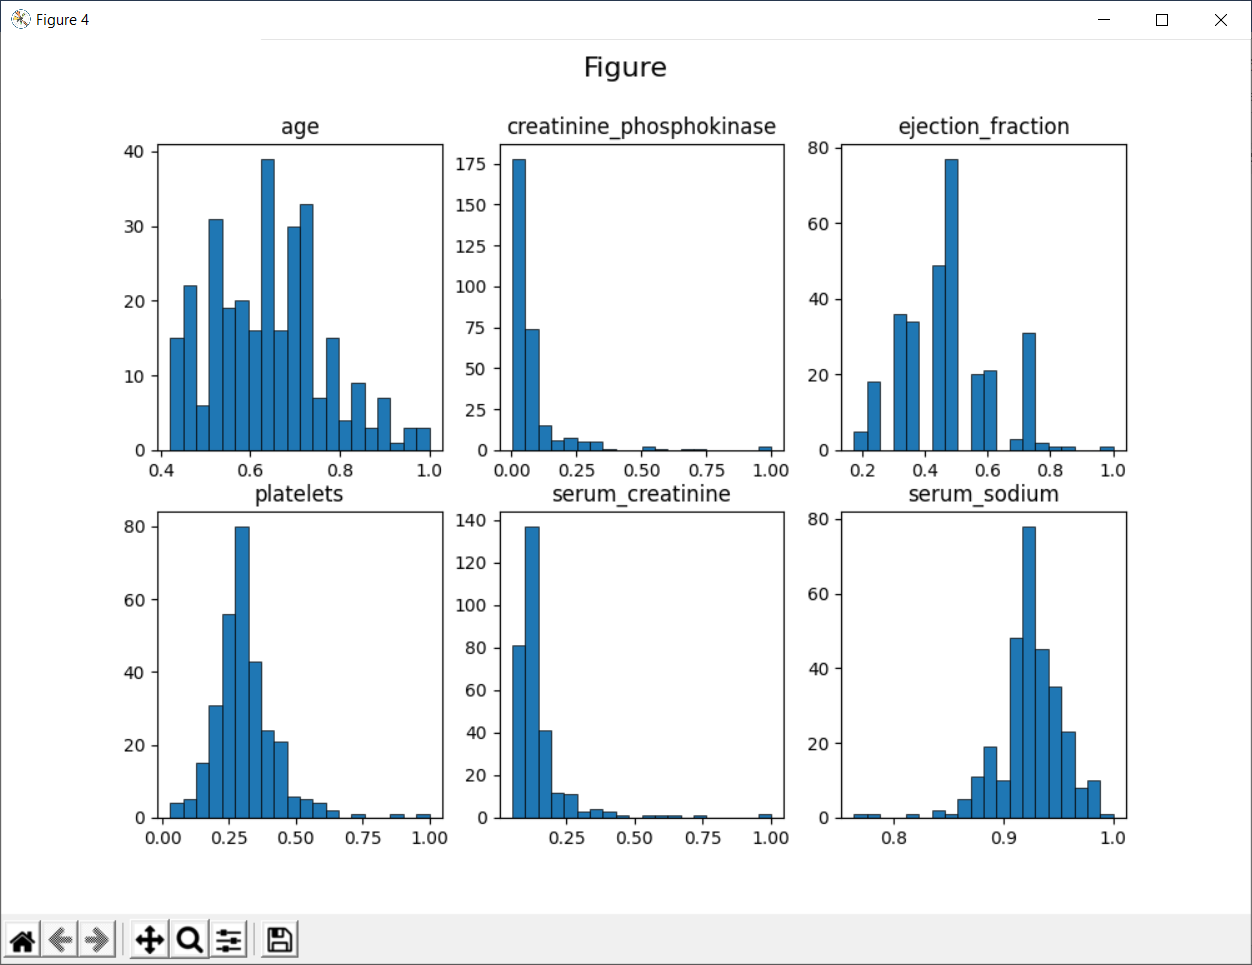 Figure 4
Figure
age
creatinine_phosphokinase
ejection_fraction
40
30
20
10
0
0.4 0.6 0.8 1.0
175
150
125
100
75
50
25
0
0.00 0.25 0.50 0.75 1.00
80
60
40
20
0
0.2 0.4 0.6 0.8 1.0
platelets
serum_creatinine
serum_sodium
80
60
40
20
0
0.00 0.25 0.50 0.75 1.00
140
120
100
80
60
40
20
0
0.25 0.50 0.75 1.00
80
60
40
20
0
0.8 0.9 1.0